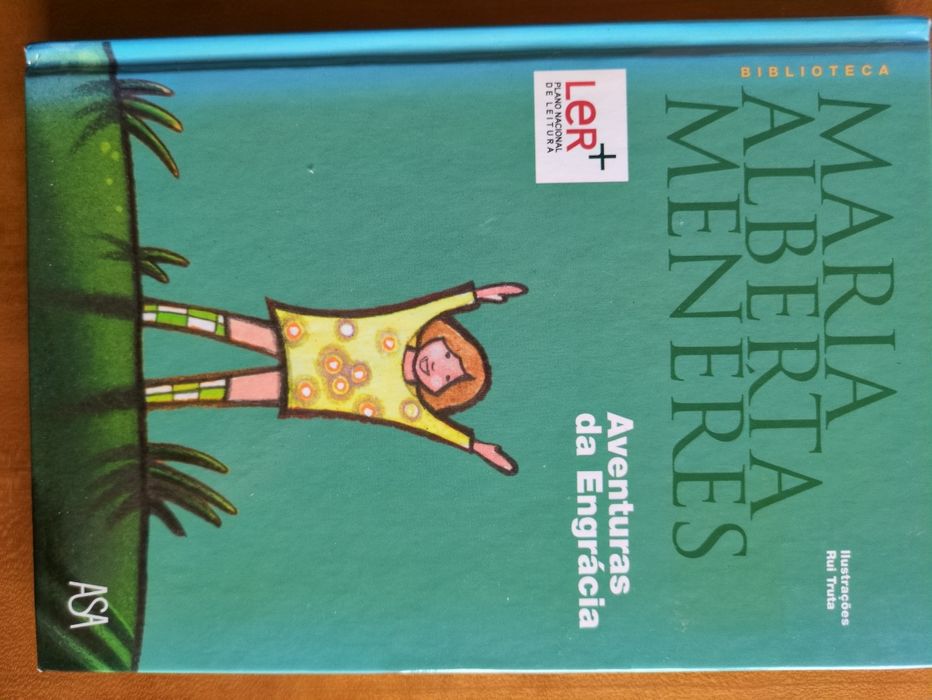 BIBLIOTECA
MARIA
ALBERTA
MENERES
Ilustrações
Rui Truta
LeR+
PLANO NACIONAL
DE LEITURA
Aventuras
da Engrácia
ASA